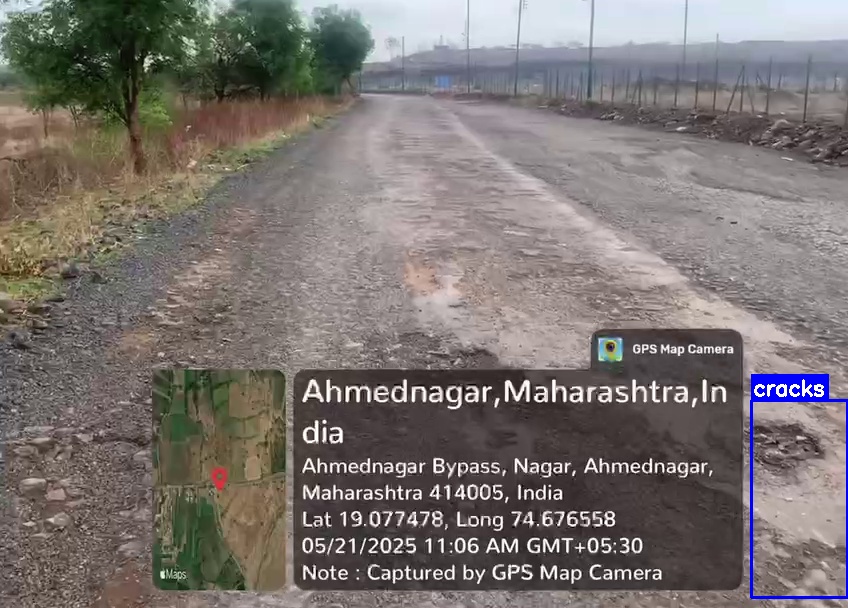 GPS Map Camera
cracks
Ahmednagar,Maharashtra,In
dia
Ahmednagar Bypass, Nagar, Ahmednagar,
Maharashtra 414005, India
Lat 19.077478, Long 74.676558
05/21/2025 11:06 AM GMT+05:30
Note : Captured by GPS Map Camera
Maps